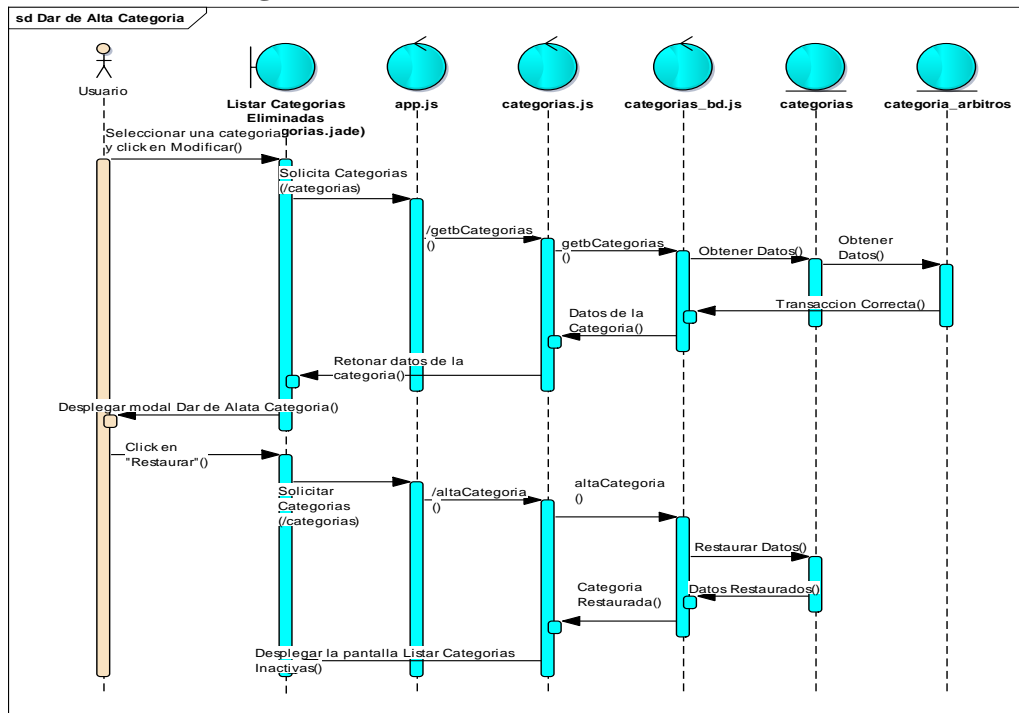 sd Dar de Alta Categoria
Usuario
Listar Categorias
Eliminadas
gorias.jade)
app.js
categorias.js
categorias_bd.js
categorias
categoria_arbitros
Seleccionar una categoria
y click en Modificar()
Solicita Categorias
(/categorias)
/getbCategorias
()
getbCategorias
()
Obtener Datos()
Obtener
Datos()
Transaccion Correcta()
Datos de la
Categoria()
Retonar datos de la
categoria()
Desplegar modal Dar de Alata Categoria()
Click en
"Restaurar"()
Solicitar
Categorias
(/categorias)
/altaCategoria
()
altaCategoria
()
Restaurar Datos()
Datos Restaurados()
Categoria
Restaurada()
Desplegar la pantalla Listar Categorias
Inactivas()